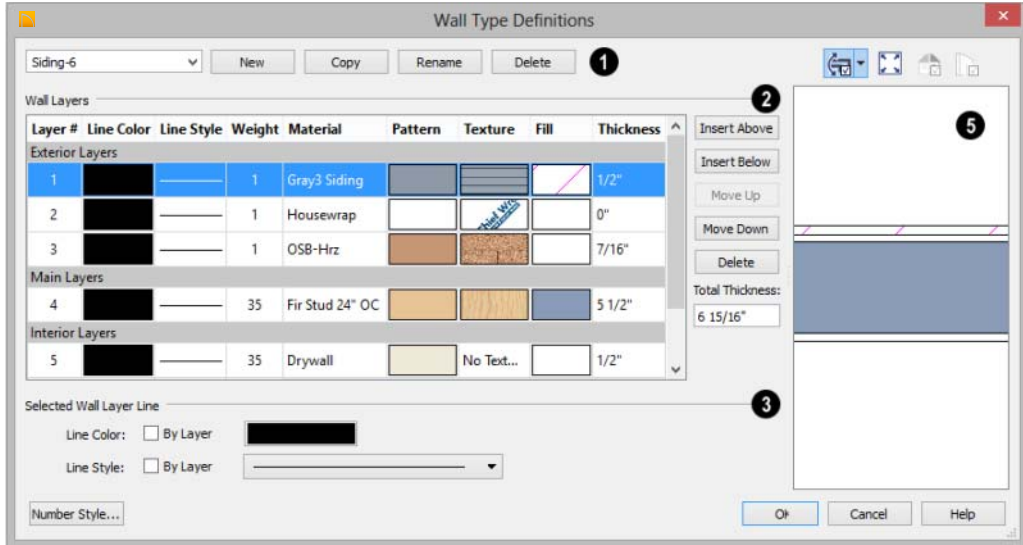 Wall Type Definitions
Siding-6 New Copy Rename Delete 1
Wall Layers 2
Layer # Line Color Line Style Weight Material Pattern Texture Fill Thickness Insert Above 5
Exterior Layers
1 1 Gray3 Siding 1/2" Insert Below
Move Up
2 1 Housewrap 0"
Move Down
3 1 OSB-Hrz 7/16"
Delete
Main Layers
Total Thickness:
4 35 Fir Stud 24" OC 5 1/2"
6 15/16"
Interior Layers
5 35 Drywall No Text... 1/2"
Selected Wall Layer Line 3
Line Color: By Layer
Line Style: By Layer
Number Style... Cancel Help